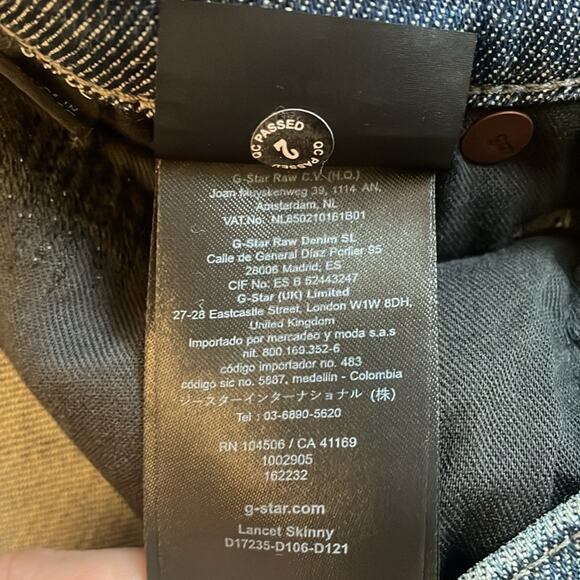 QC PASSED
2
QC PASSED
G-Star Raw C.V. (H.Q.)
Joan Muyskenweg 39, 1114 AN,
Amsterdam, NL
VAT.No: NL850210161B01
G-Star Raw Denim SL
Calle de General Díaz Porlier 95
28006 Madrid, ES
CIF No: ES B 62443247
G-Star (UK) Limited
27-28 Eastcastle Street, London W1W 8DH,
United Kingdom
Importado por mercadeo y moda s.a.s
nit. 800.169.352-6
código importador no. 483
código sic no. 5887, medellin - Colombia
ジースターインターナショナル (株)
Tel : 03-6890-5620
RN 104506 / CA 41169
1002905
162232
g-star.com
Lancet Skinny
D17235-D106-D121